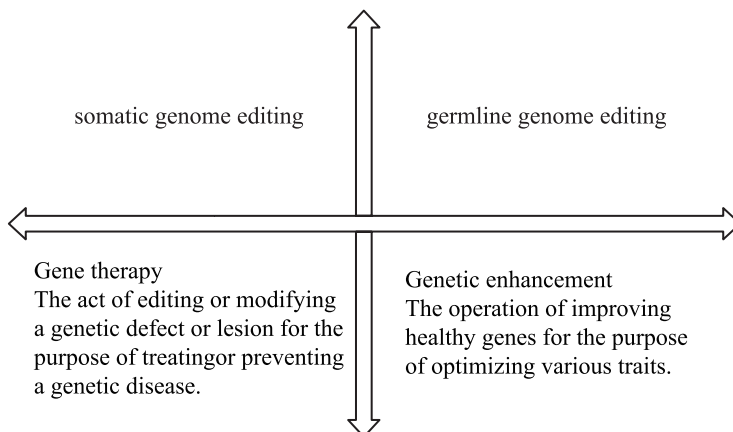 somatic genome editing
germline genome editing
Gene therapy
The act of editing or modifying
a genetic defect or lesion for the
purpose of treatingor preventing
a genetic disease.
Genetic enhancement
The operation of improving
healthy genes for the purpose
of optimizing various traits.